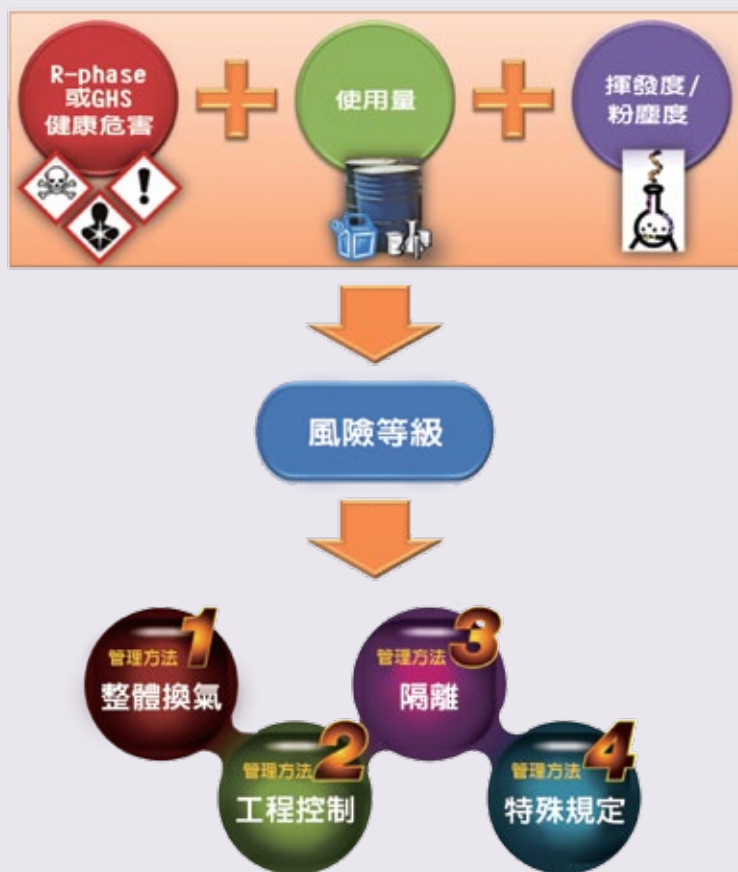 R-phase
或GHS
健康危害
使用量
揮發度/
粉塵度
風險等級
管理方法1
整體換氣
管理方法2
工程控制
管理方法3
隔離
管理方法4
特殊規定